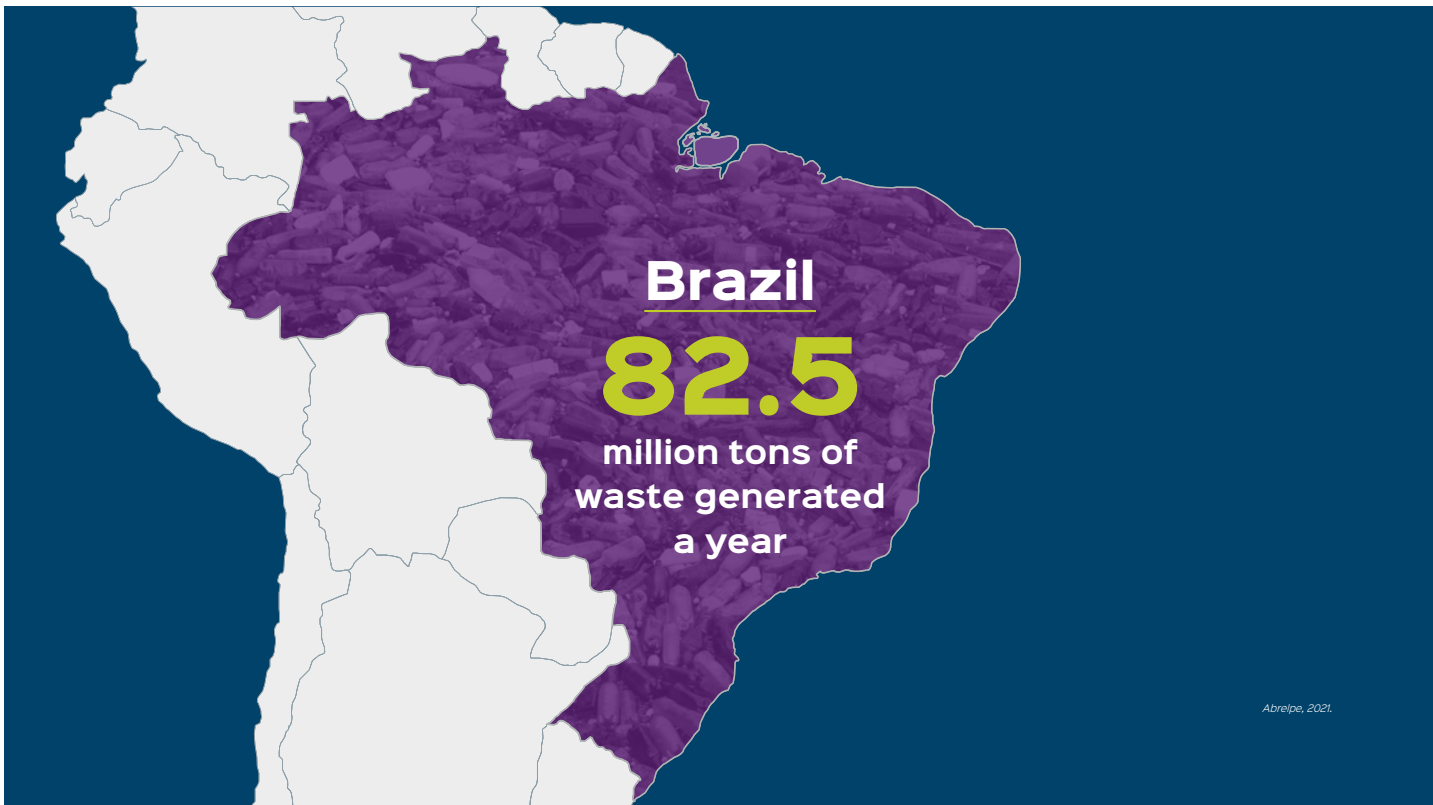 Brazil
82.5
million tons of
waste generated
a year
Abrelpe, 2021.